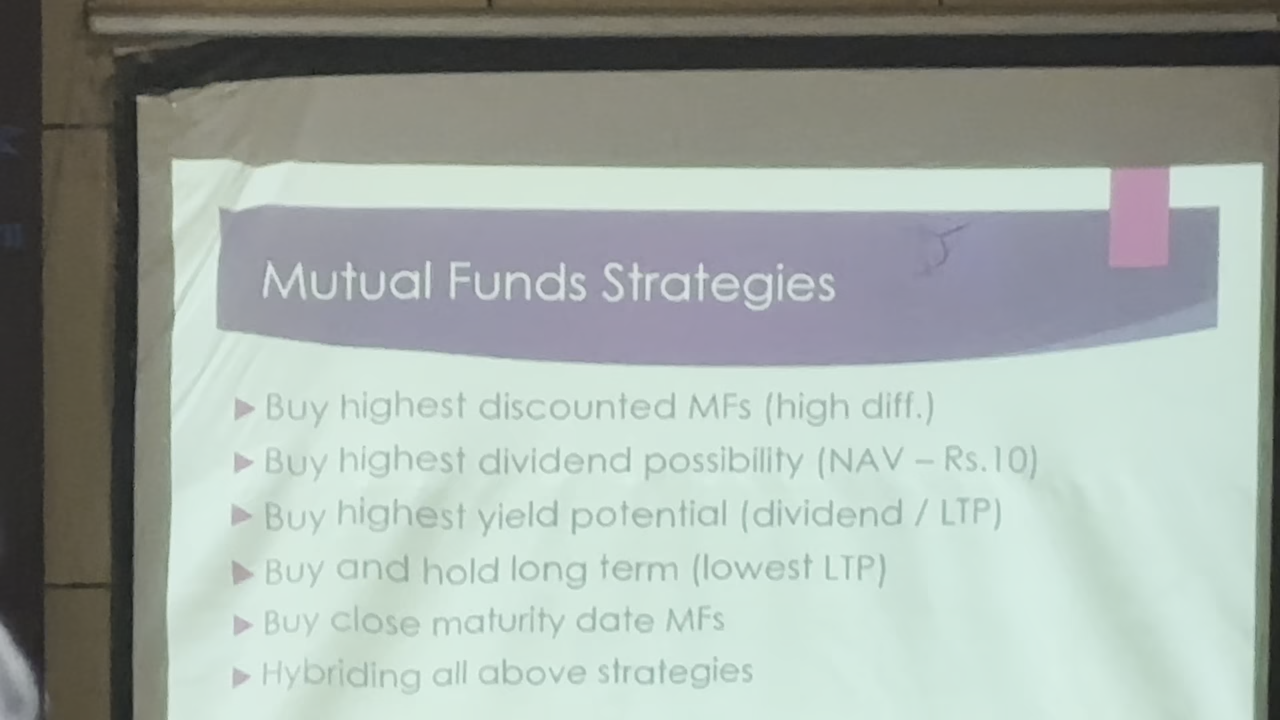 Mutual Funds Strategies
Buy highest discounted MFs (high diff.)
Buy highest dividend possibility (NAV – Rs.10)
Buy highest yield potential (dividend / LTP)
Buy and hold long term (lowest LTP)
Buy close maturity date MFs
Hybriding all above strategies